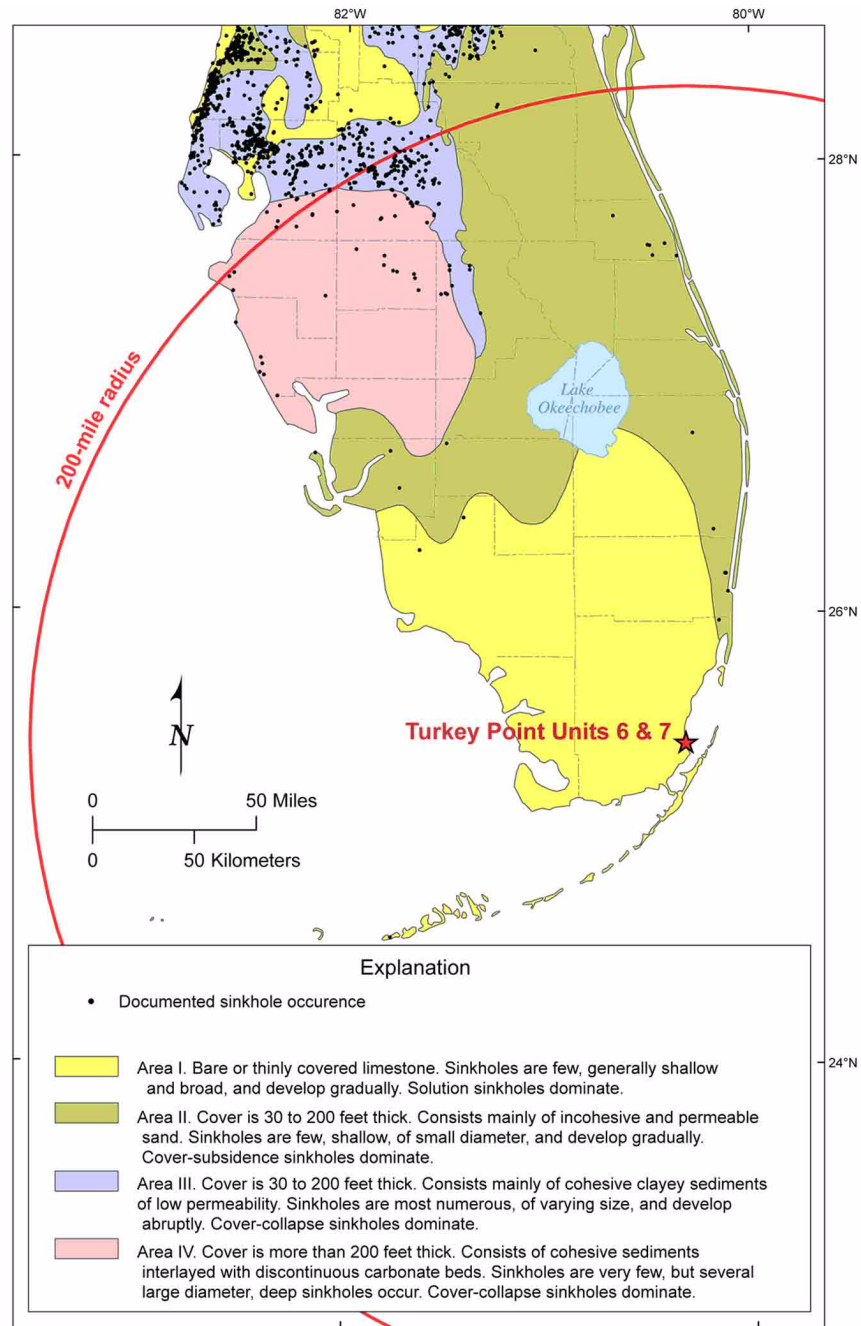 82°W
80°W
28°N
200-mile radius
Lake
Okeechobee
26°N
Turkey Point Units 6 & 7
N
0
50 Miles
0
50 Kilometers
Explanation
Documented sinkhole occurence
24°N
Area I. Bare or thinly covered limestone. Sinkholes are few, generally shallow
and broad, and develop gradually. Solution sinkholes dominate.
Area II. Cover is 30 to 200 feet thick. Consists mainly of incohesive and permeable
sand. Sinkholes are few, shallow, of small diameter, and develop gradually.
Cover-subsidence sinkholes dominate.
Area III. Cover is 30 to 200 feet thick. Consists mainly of cohesive clayey sediments
of low permeability. Sinkholes are most numerous, of varying size, and develop
abruptly. Cover-collapse sinkholes dominate.
Area IV. Cover is more than 200 feet thick. Consists of cohesive sediments
interlayed with discontinuous carbonate beds. Sinkholes are very few, but several
large diameter, deep sinkholes occur. Cover-collapse sinkholes dominate.